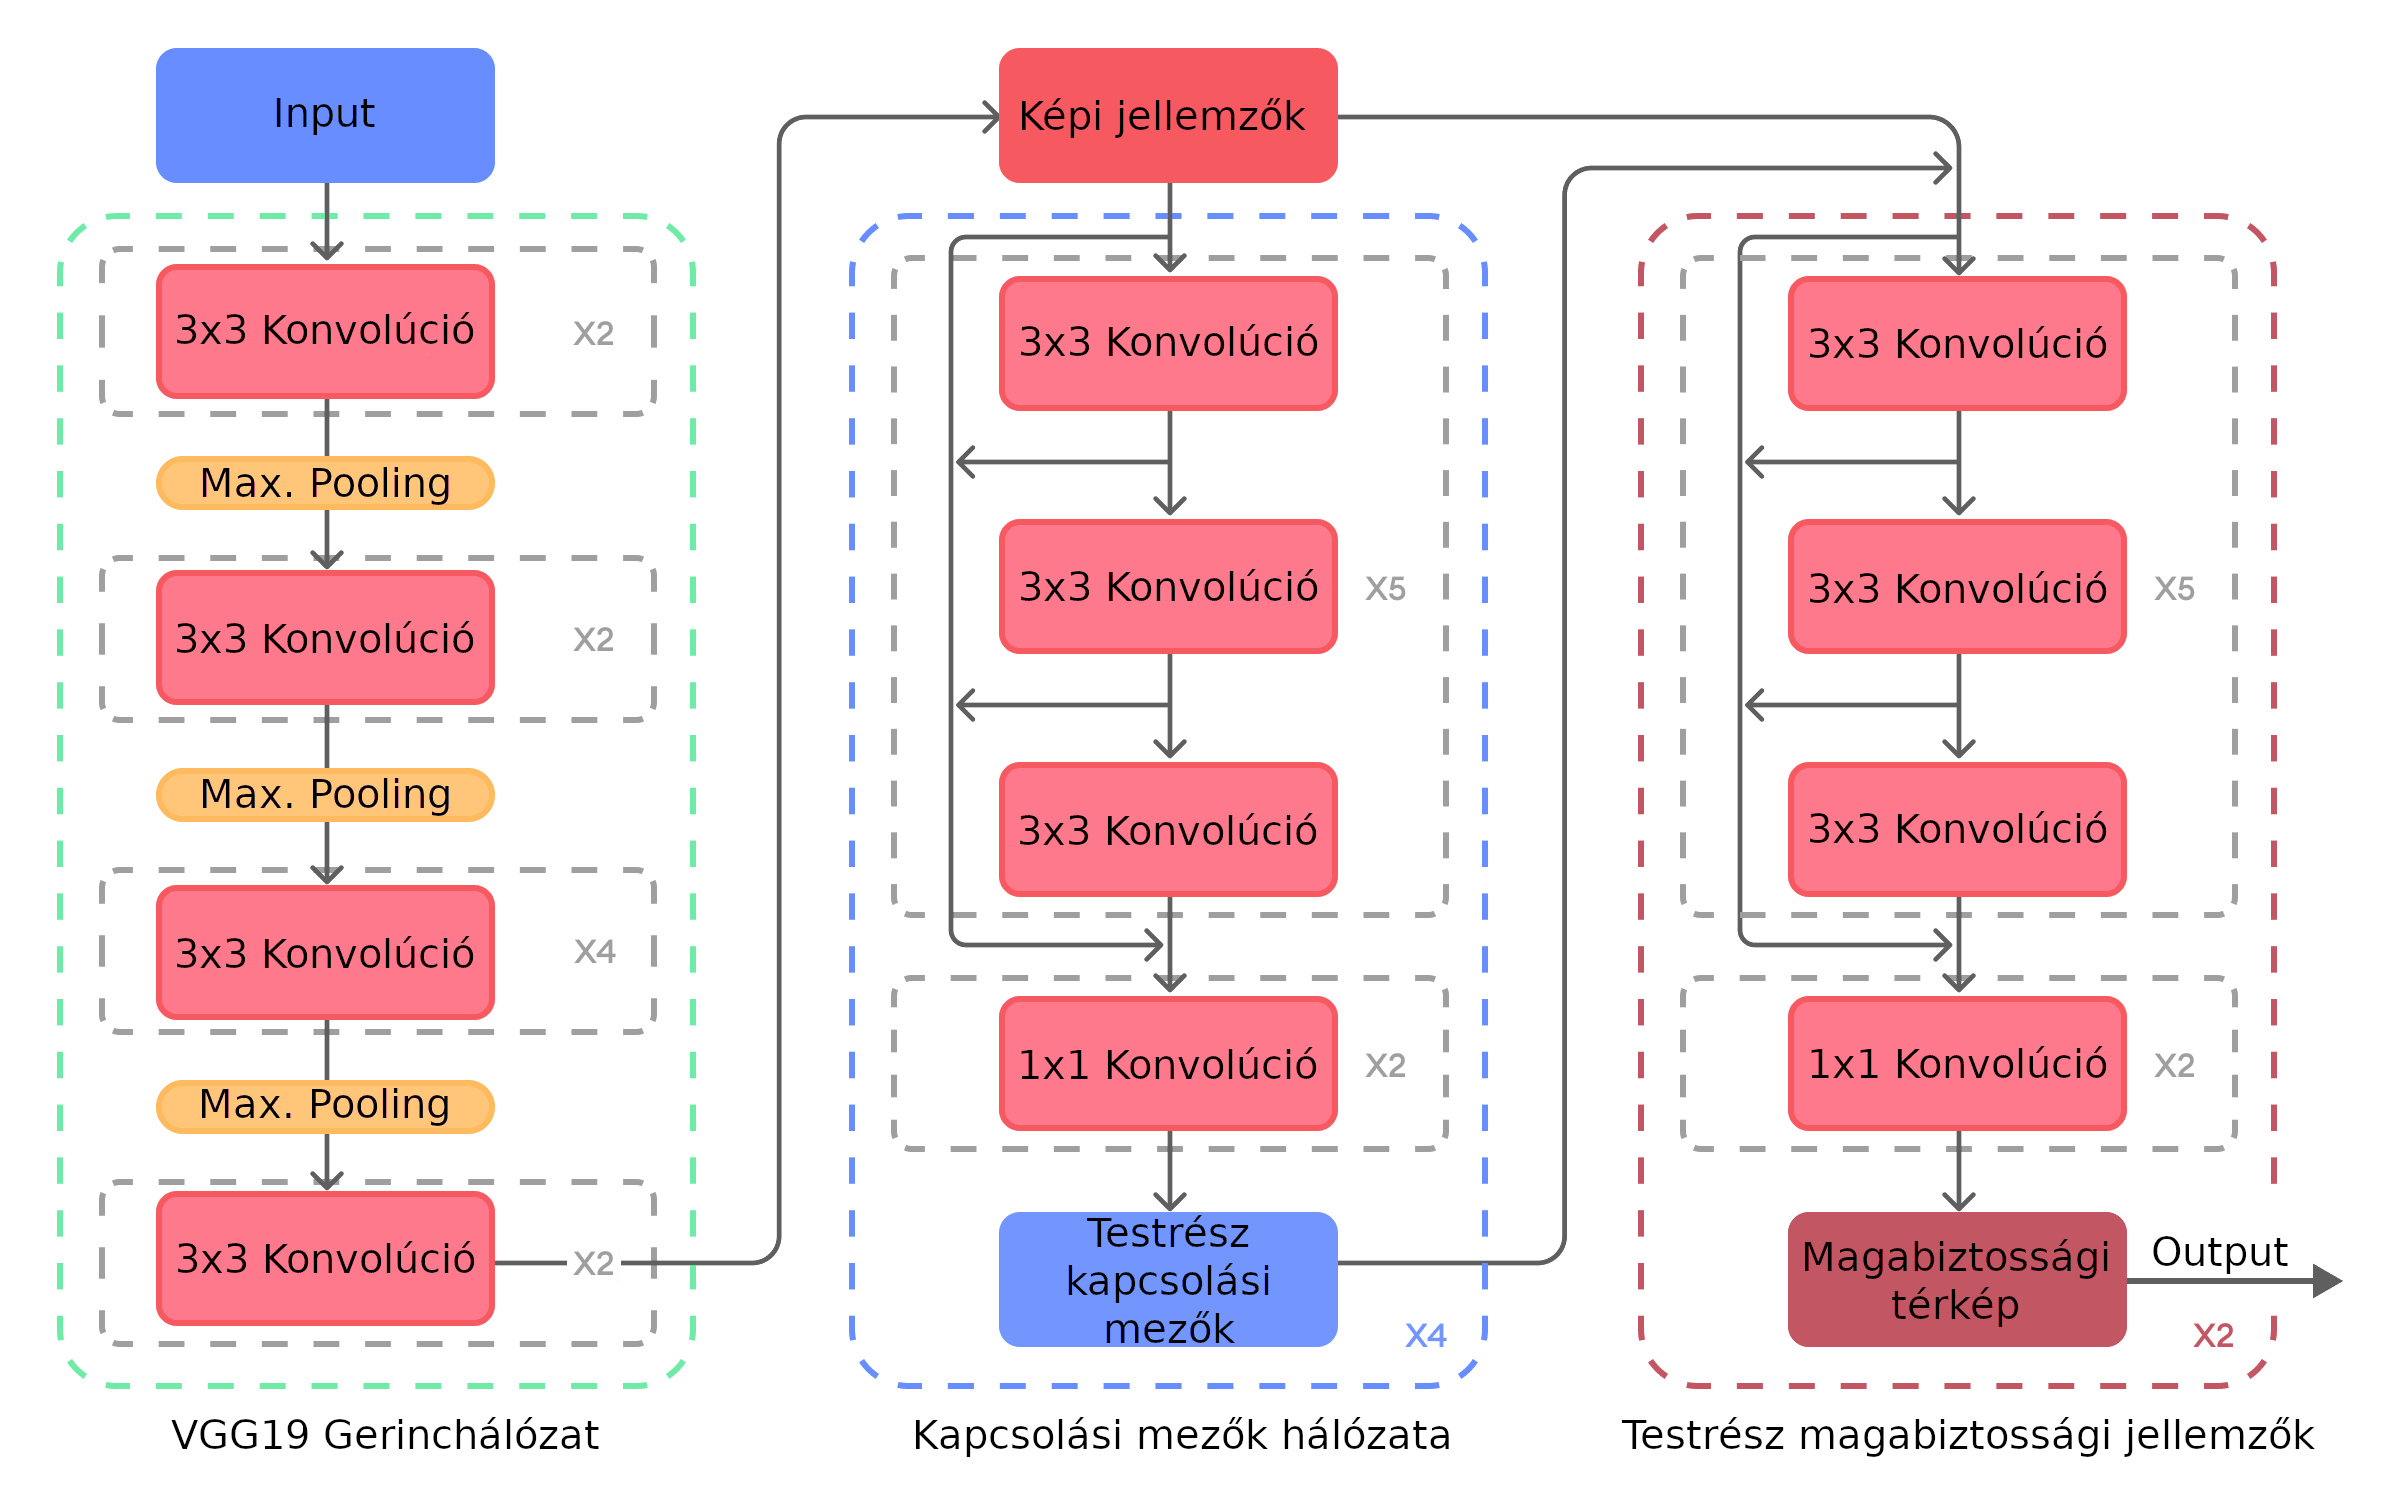 Input
3x3 Konvolúció
X2
Max. Pooling
3x3 Konvolúció
X2
Max. Pooling
3x3 Konvolúció
X4
Max. Pooling
3x3 Konvolúció
X2
VGG19 Gerinchálózat
Képi jellemzők
3x3 Konvolúció
3x3 Konvolúció
X5
3x3 Konvolúció
1x1 Konvolúció
X2
Testrész
kapcsolási
mezők
X4
Kapcsolási mezők hálózata
3x3 Konvolúció
3x3 Konvolúció
X5
3x3 Konvolúció
1x1 Konvolúció
X2
Magabiztossági
térkép
Output
X2
Testrész magabiztossági jellemzők